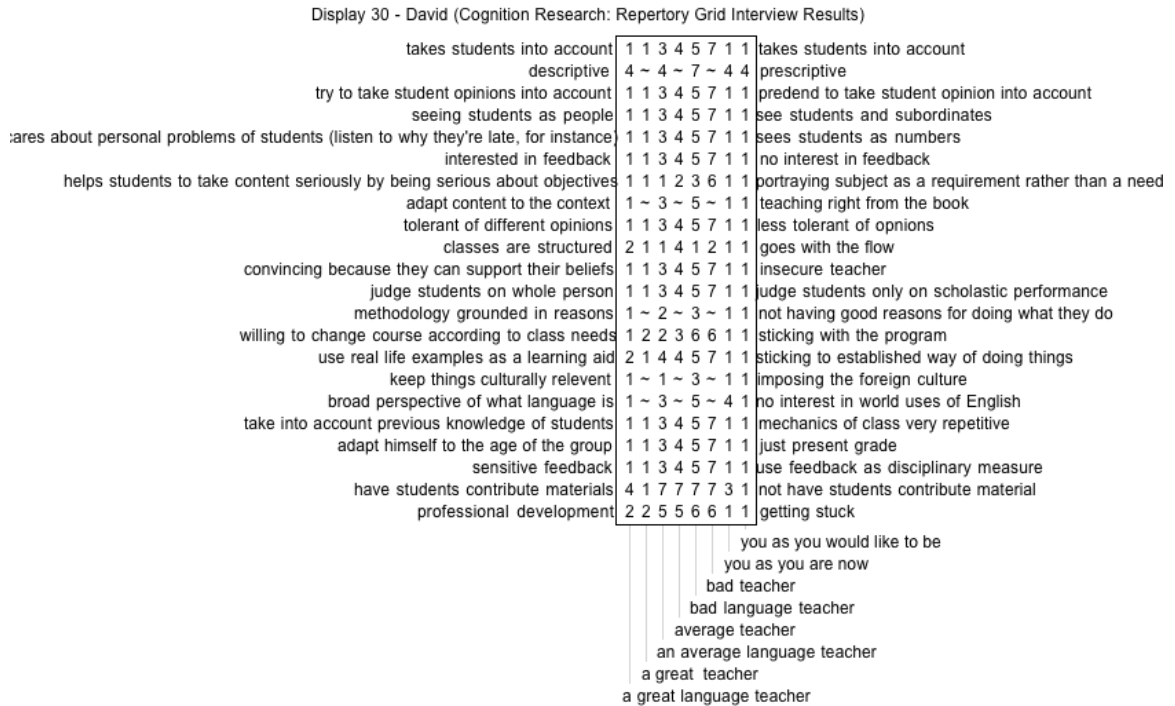 Display 30 - David (Cognition Research: Repertory Grid Interview Results)
takes students into account 1 1 3 4 5 7 1 1 takes students into account
descriptive 4 ~ 4 ~ 7 ~ 4 4 prescriptive
try to take student opinions into account 1 1 3 4 5 7 1 1 predend to take student opinion into account
seeing students as people 1 1 3 4 5 7 1 1 see students and subordinates
ares about personal problems of students (listen to why they're late, for instance) 1 1 3 4 5 7 1 1 sees students as numbers
interested in feedback 1 1 3 4 5 7 1 1 no interest in feedback
helps students to take content seriously by being serious about objectives 1 1 1 2 3 6 1 1 portraying subject as a requirement rather than a need
adapt content to the context 1 ~ 3 ~ 5 ~ 1 1 teaching right from the book
tolerant of different opinions 1 1 3 4 5 7 1 1 less tolerant of opnions
classes are structured 2 1 1 4 1 2 1 1 goes with the flow
convincing because they can support their beliefs 1 1 3 4 5 7 1 1 insecure teacher
judge students on whole person 1 1 3 4 5 7 1 1 judge students only on scholastic performance
methodology grounded in reasons 1 ~ 2 ~ 3 ~ 1 1 not having good reasons for doing what they do
willing to change course according to class needs 1 2 2 3 6 6 1 1 sticking with the program
use real life examples as a learning aid 2 1 4 4 5 7 1 1 sticking to established way of doing things
keep things culturally relevent 1 ~ 1 ~ 3 ~ 1 1 imposing the foreign culture
broad perspective of what language is 1 ~ 3 ~ 5 ~ 4 1 no interest in world uses of English
take into account previous knowledge of students 1 1 3 4 5 7 1 1 mechanics of class very repetitive
adapt himself to the age of the group 1 1 3 4 5 7 1 1 just present grade
sensitive feedback 1 1 3 4 5 7 1 1 use feedback as disciplinary measure
have students contribute materials 4 1 7 7 7 7 3 1 not have students contribute material
professional development 2 2 5 5 6 6 1 1 getting stuck
you as you would like to be
you as you are now
bad teacher
bad language teacher
average teacher
an average language teacher
a great teacher
a great language teacher